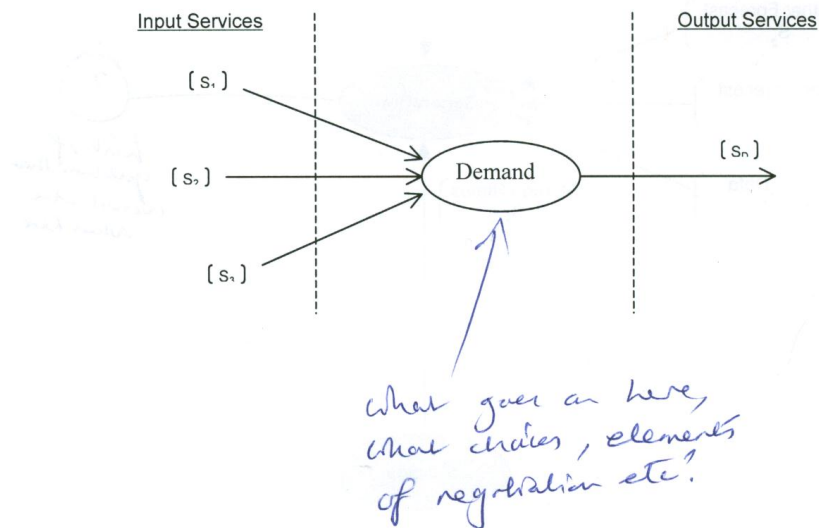 Input Services
Output Services
[S₁]
[S₂]
[S₃]
Demand
[Sₙ]
what goes on here,
what choices, elements
of negotiation etc?